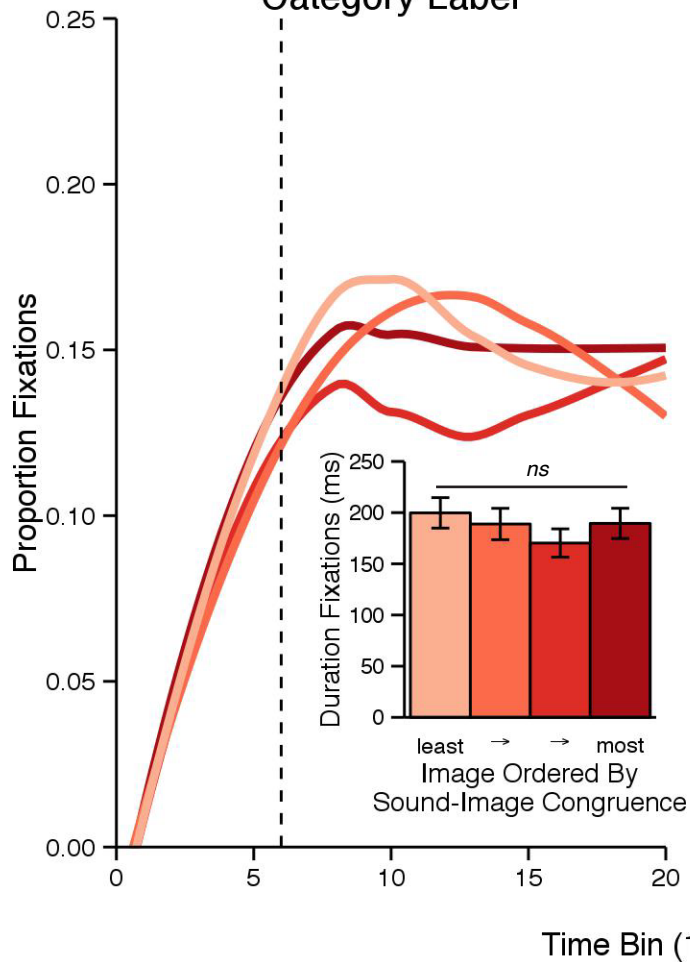 Category Label
0.25
0.20
0.15
0.10
0.05
0.00
Proportion Fixations
0 5 10 15 20
Time Bin (
250
200
150
100
50
0
Duration Fixations (ms)
ns
least → → most
Image Ordered By
Sound-Image Congruence